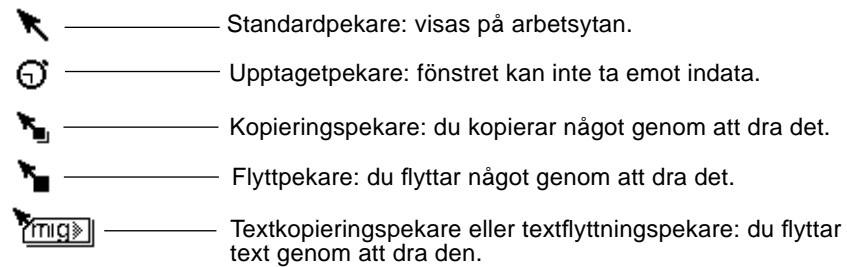 Standardpekare: visas på arbetsytan.
Upptagetpekare: fönstret kan inte ta emot indata.
Kopieringspekare: du kopierar något genom att dra det.
Flyttpekare: du flyttar något genom att dra det.
mig» Textkopieringspekare eller textflyttningspekare: du flyttar
text genom att dra den.